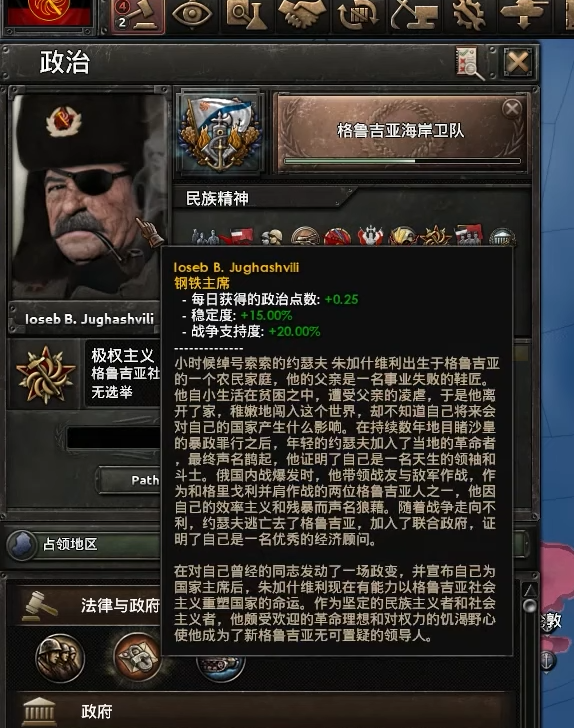 4
2
政治
格鲁吉亚海岸卫队
民族精神
Ioseb B. Jughashvili
钢铁主席
- 每日获得的政治点数: +0.25
- 稳定度: +15.00%
- 战争支持度: +20.00%
--------------
小时候绰号索索的约瑟夫·朱加什维利出生于格鲁吉亚
的一个农民家庭，他的父亲是一名事业失败的鞋匠。
他自小生活在贫困之中，遭受父亲的凌虐，于是他离
开了家，稚嫩地闯入这个世界，却不知道自己将来会
对自己的国家产生什么影响。在持续数年地目睹沙皇
的暴政罪行之后，年轻的约瑟夫加入了当地的革命者
，最终声名鹊起，他证明了自己是一名天生的领袖和
斗士。俄国内战爆发时，他带领战友与敌军作战，作
为和格里戈利并肩作战的两位格鲁吉亚人之一，他因
自己的效率主义和残暴而声名狼藉。随着战争走向不
利，约瑟夫逃亡去了格鲁吉亚，加入了联合政府，证
明了自己是一名优秀的经济顾问。
在对自己曾经的同志发动了一场政变，并宣布自己为
国家主席后，朱加什维利现在有能力以格鲁吉亚社会
主义重塑国家的命运。作为坚定的民族主义者和社会
主义者，他颇受欢迎的革命理想和对权力的饥渴野心
使他成为了新格鲁吉亚无可置疑的领导人。
Ioseb B. Jughashvili
极权主义
格鲁吉亚社
无选举
Path
占领地区
法律与政府
政府
敦